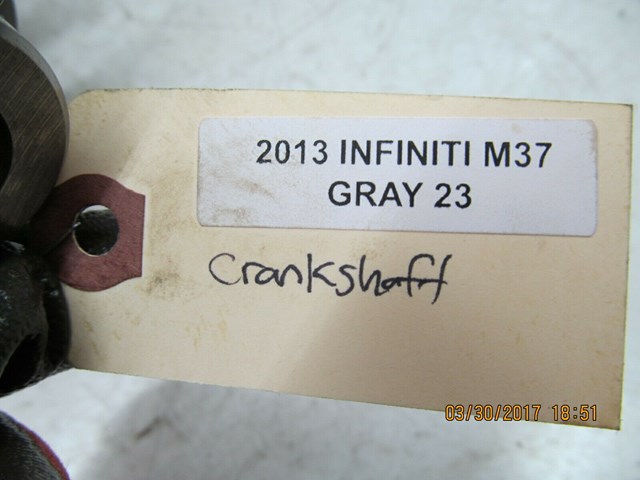 2013 INFINITI M37
GRAY 23
Crankshaft
03/30/2017 18:51